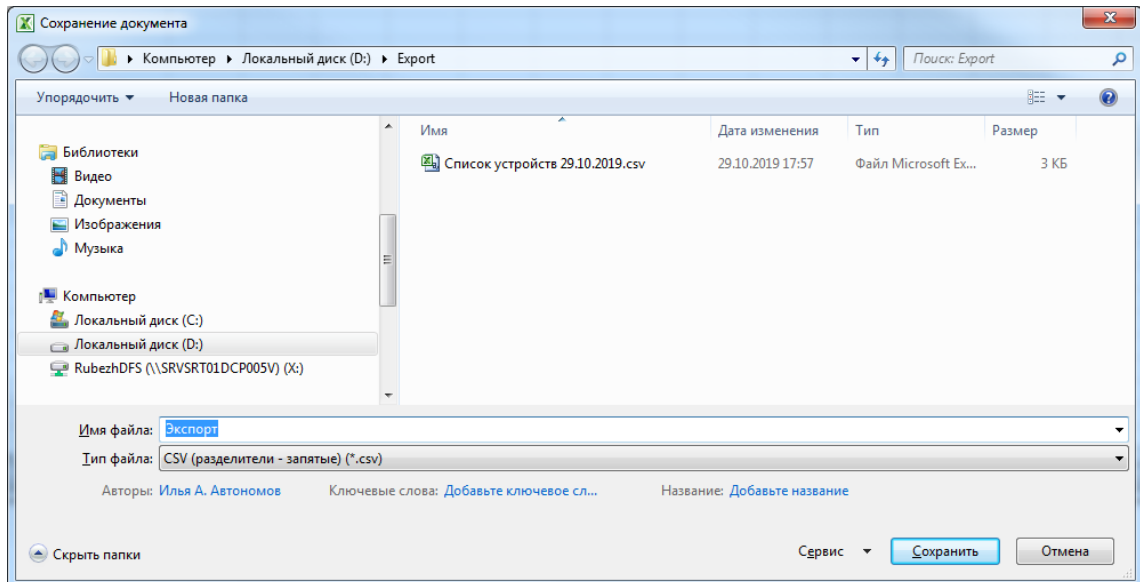 Сохранение документа
Компьютер ▸ Локальный диск (D:) ▸ Export
Поиск: Export
Упорядочить ▼ Новая папка
Имя Дата изменения Тип Размер
Библиотеки
Видео
Документы
Изображения
Музыка
Компьютер
Локальный диск (C:)
Локальный диск (D:)
RubezhDFS (\\SRVSRT01DCP005V) (X:)
Список устройств 29.10.2019.csv 29.10.2019 17:57 Файл Microsoft Ex... 3 КБ
Имя файла: Экспорт
Тип файла: CSV (разделители - запятые) (*.csv)
Авторы: Илья А. Автономов Ключевые слова: Добавьте ключевое сл... Название: Добавьте название
Скрыть папки Сервис ▼ Сохранить Отмена